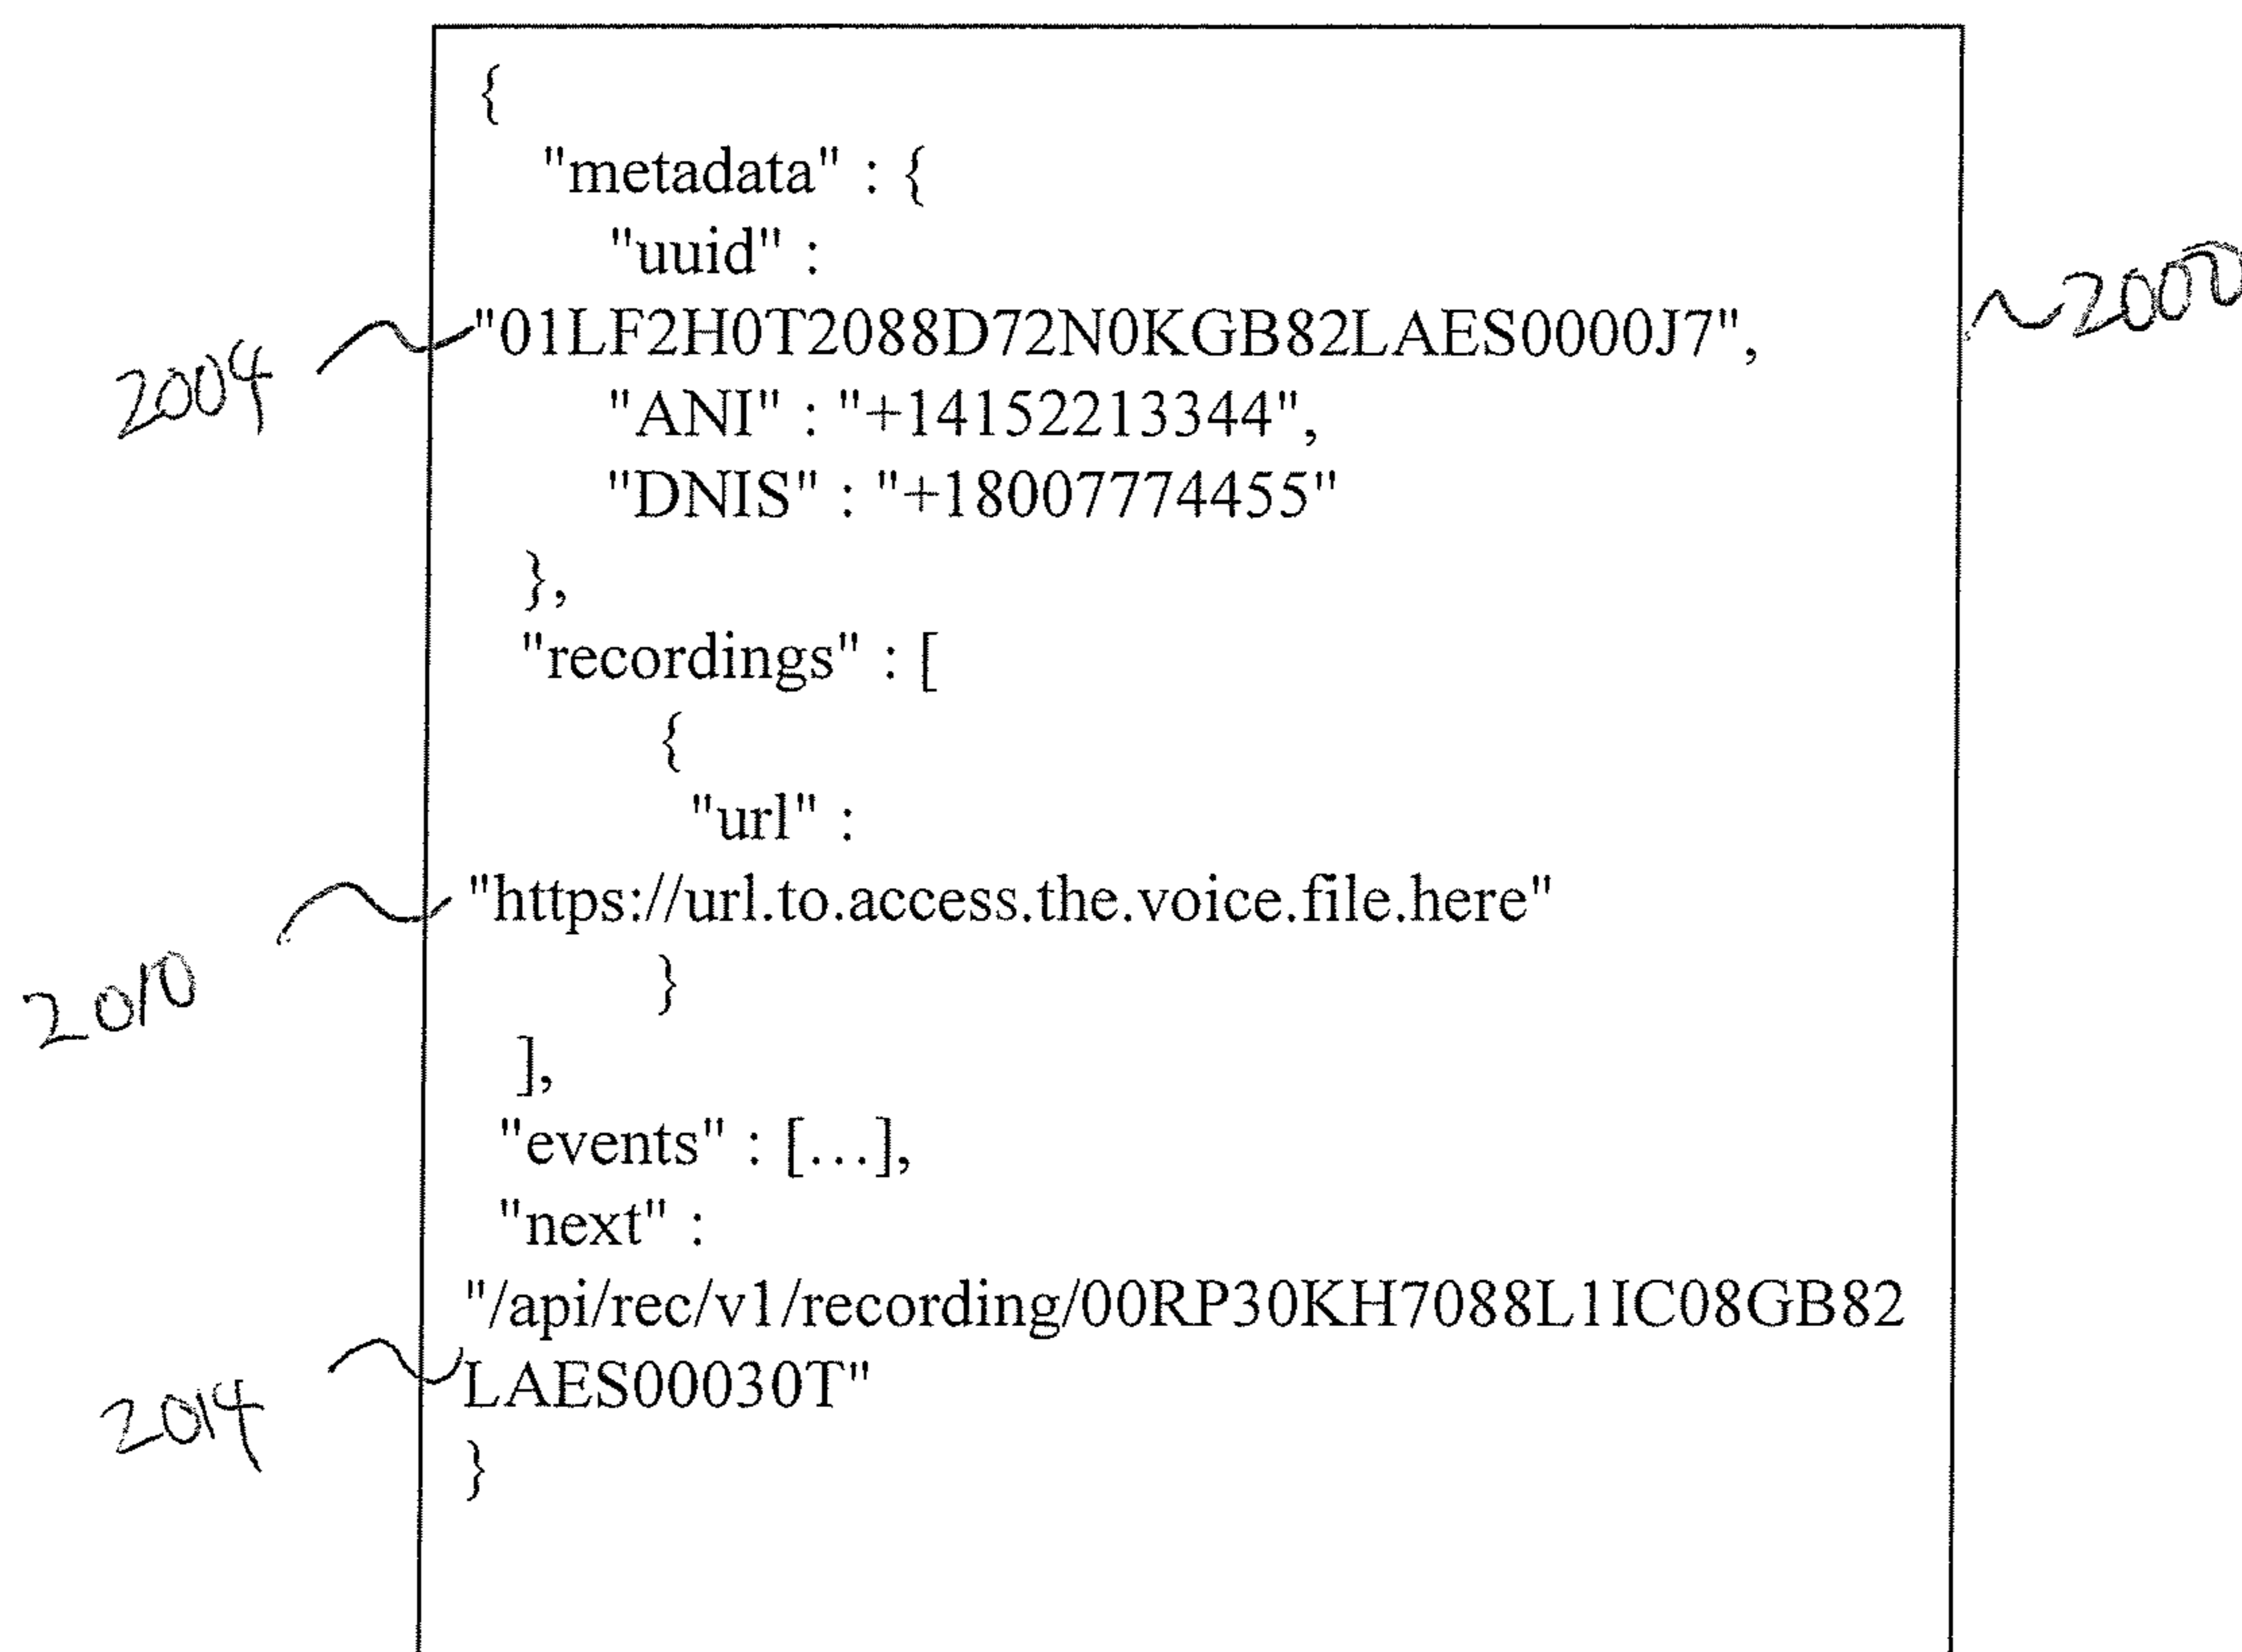 {
"metadata" : {
"uuid" :
"01LF2H0T2088D72N0KGB82LAES0000J7",
2000
2004
"ANI" : "+14152213344",
"DNIS" : "+18007774455"
},
"recordings" : [
{
"url" :
"https://url.to.access.the.voice.file.here"
2010
}
],
"events" : [...],
"next" :
"/api/rec/v1/recording/00RP30KH7088L1IC08GB82
LAES00030T"
2014
}